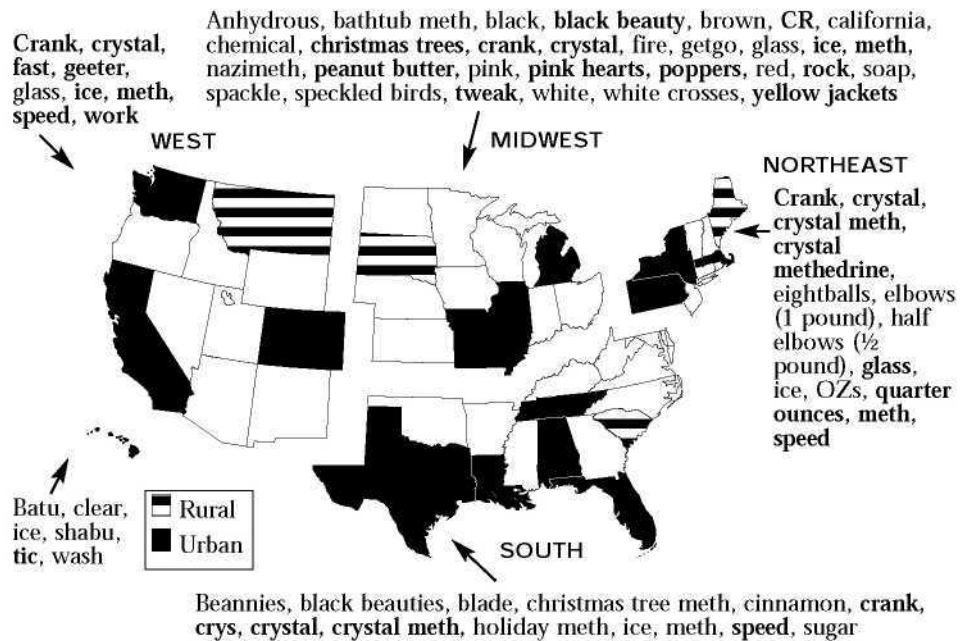 Anhydrous, bathtub meth, black, black beauty, brown, CR, california,
chemical, christmas trees, crank, crystal, fire, getgo, glass, ice, meth,
nazimeth, peanut butter, pink, pink hearts, poppers, red, rock, soap,
spackle, speckled birds, tweak, white, white crosses, yellow jackets
Crank, crystal,
fast, geeter,
glass, ice, meth,
speed, work
WEST
MIDWEST
NORTHEAST
Crank, crystal,
crystal meth,
crystal
methedrine,
eightballs, elbows
(1 pound), half
elbows (½
pound), glass,
ice, OZs, quarter
ounces, meth,
speed
Batu, clear,
ice, shabu,
tic, wash
Rural
Urban
SOUTH
Beannies, black beauties, blade, christmas tree meth, cinnamon, crank,
crys, crystal, crystal meth, holiday meth, ice, meth, speed, sugar